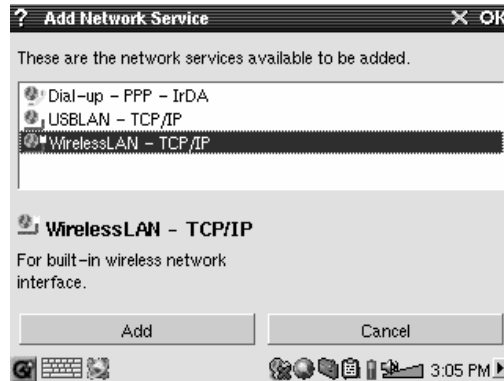 ? Add Network Service × OK
These are the network services available to be added.
Dial-up - PPP - IrDA
USBLAN - TCP/IP
WirelessLAN - TCP/IP
WirelessLAN - TCP/IP
For built-in wireless network
interface.
Add Cancel
3:05 PM